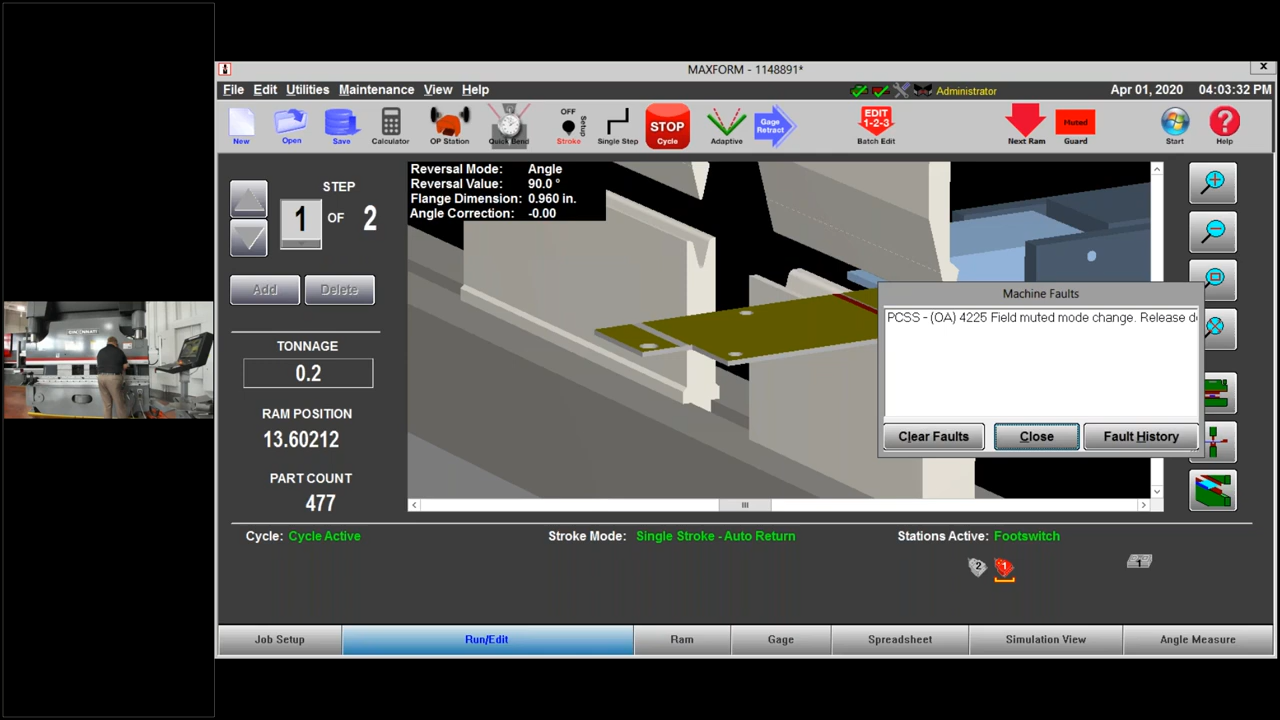 MAXFORM - 1148891*
x
File Edit Utilities Maintenance View Help
Administrator
Apr 01, 2020 04:03:32 PM
New
Open
Save
Calculator
OP Station
Quick Bend
OFF
Setup
Stroke
Single Step
STOP
Cycle
Adaptive
Gage
Retract
EDIT
1-2-3
Batch Edit
Next Ram
Muted
Guard
Start
?
Help
STEP
1 OF 2
Add Delete
TONNAGE
0.2
RAM POSITION
13.60212
PART COUNT
477
Reversal Mode: Angle
Reversal Value: 90.0 °
Flange Dimension: 0.960 in.
Angle Correction: -0.00
Machine Faults
PCSS - (OA) 4225 Field muted mode change. Release d
Clear Faults Close Fault History
CINCINNATI
Cycle: Cycle Active
Stroke Mode: Single Stroke - Auto Return
Stations Active: Footswitch
2 1 1
Job Setup Run/Edit Ram Gage Spreadsheet Simulation View Angle Measure